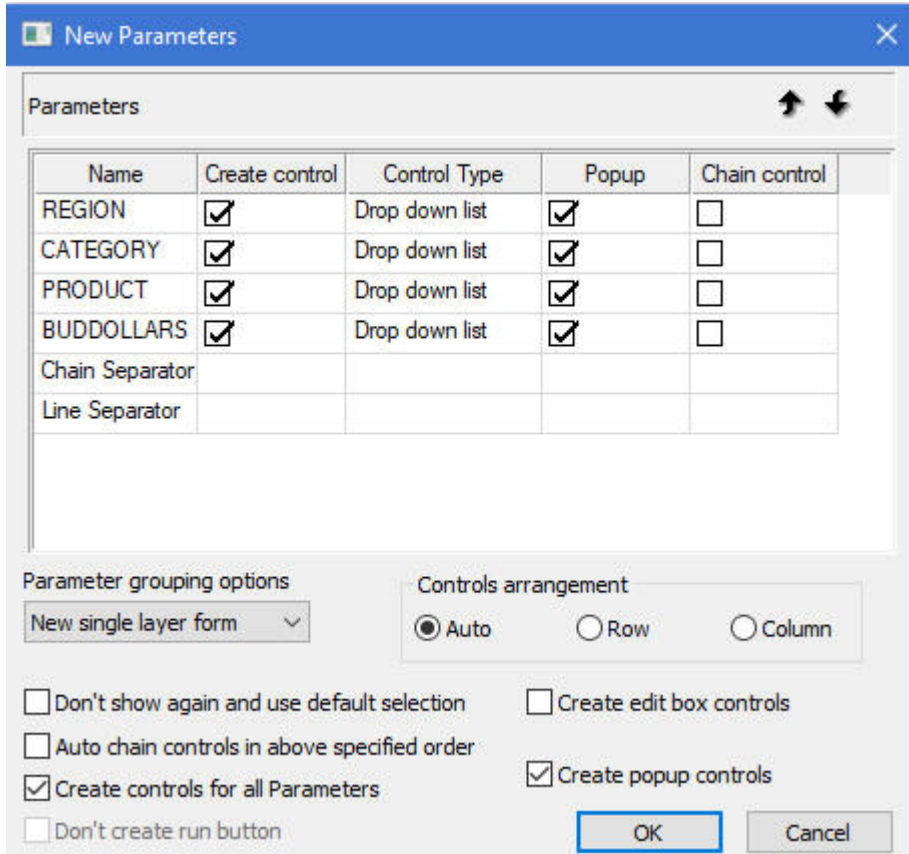 New Parameters
Parameters
Name Create control Control Type Popup Chain control
REGION Drop down list
CATEGORY Drop down list
PRODUCT Drop down list
BUDDOLLARS Drop down list
Chain Separator
Line Separator
Parameter grouping options Controls arrangement
New single layer form Auto Row Column
Don't show again and use default selection Create edit box controls
Auto chain controls in above specified order
Create controls for all Parameters Create popup controls
Don't create run button OK Cancel